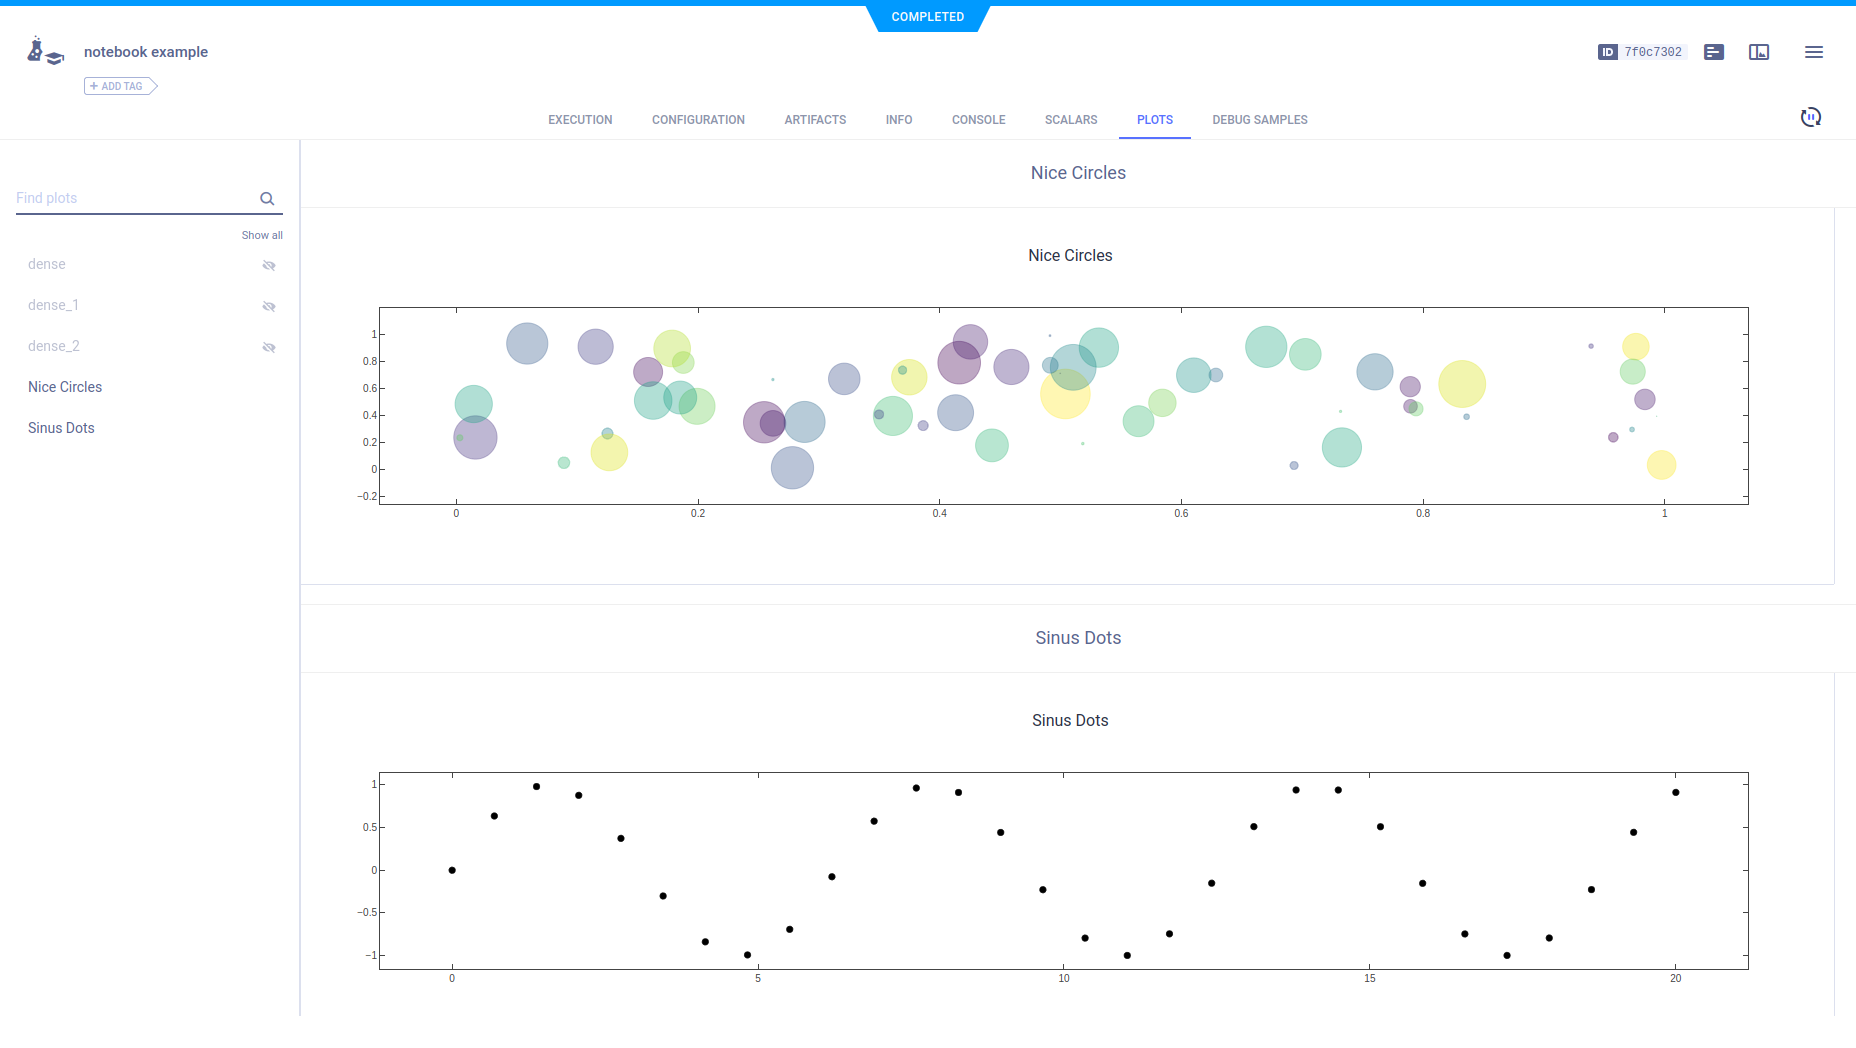 COMPLETED
notebook example
ID 7f0c7302
+ ADD TAG
EXECUTION CONFIGURATION ARTIFACTS INFO CONSOLE SCALARS PLOTS DEBUG SAMPLES
Find plots
Show all
dense
dense_1
dense_2
Nice Circles
Sinus Dots
Nice Circles
Nice Circles
1
0.8
0.6
0.4
0.2
0
−0.2
0 0.2 0.4 0.6 0.8 1
Sinus Dots
Sinus Dots
1
0.5
0
−0.5
−1
0 5 10 15 20